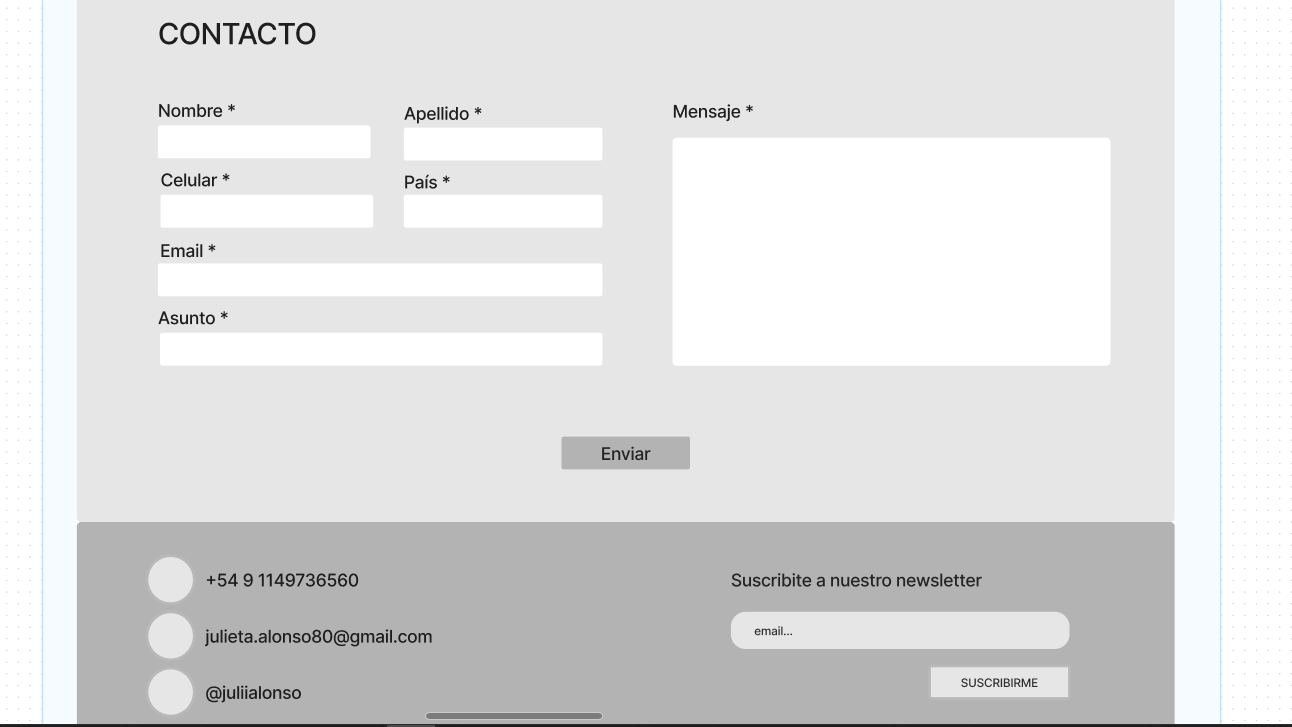 CONTACTO
Nombre *
Apellido *
Mensaje *
Celular *
País *
Email *
Asunto *
Enviar
+54 9 1149736560
julieta.alonso80@gmail.com
@juliialonso
Suscribite a nuestro newsletter
email...
SUSCRIBIRME